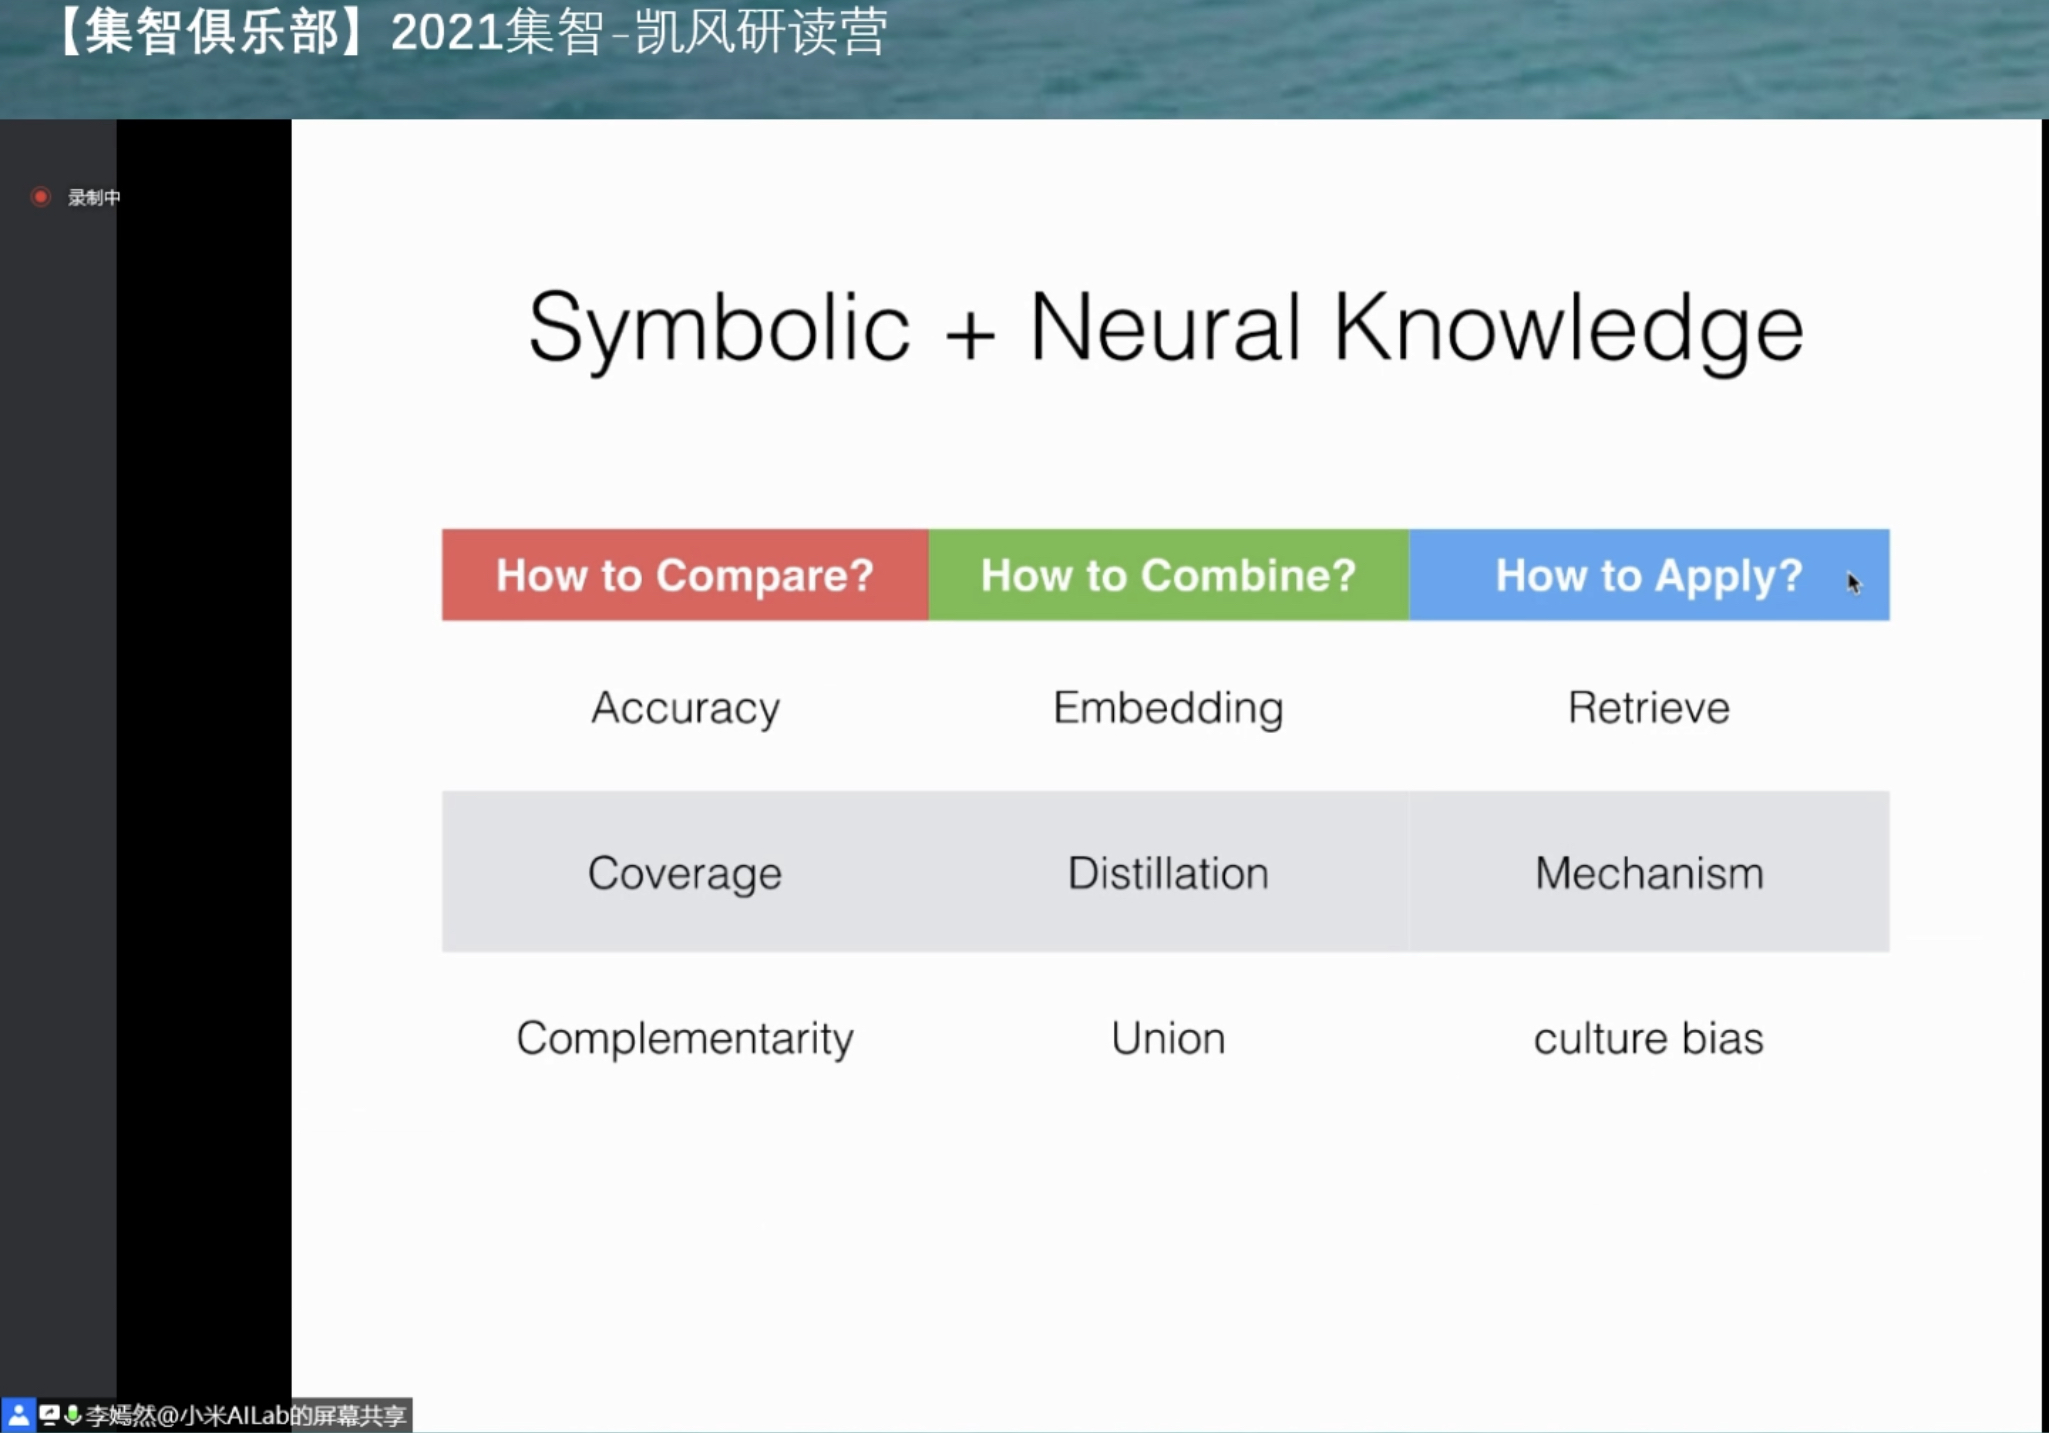 【集智俱乐部】2021集智-凯风研读营
录制中
Symbolic + Neural Knowledge
How to Compare? How to Combine? How to Apply?
Accuracy Embedding Retrieve
Coverage Distillation Mechanism
Complementarity Union culture bias
李嫣然@小米AILab的屏幕共享